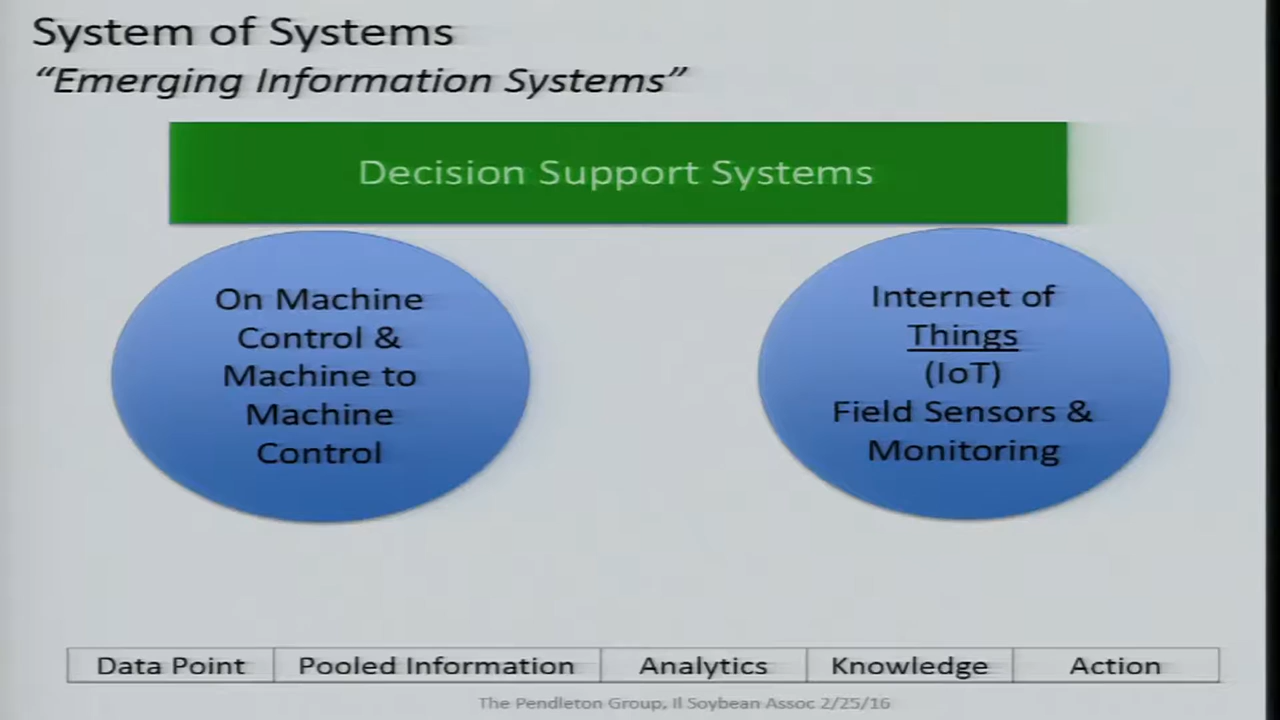 System of Systems
“Emerging Information Systems”
Decision Support Systems
On Machine
Control &
Machine to
Machine
Control
Internet of
Things
(IoT)
Field Sensors &
Monitoring
Data Point Pooled Information Analytics Knowledge Action
The Pendleton Group, Il Soybean Assoc 2/25/16